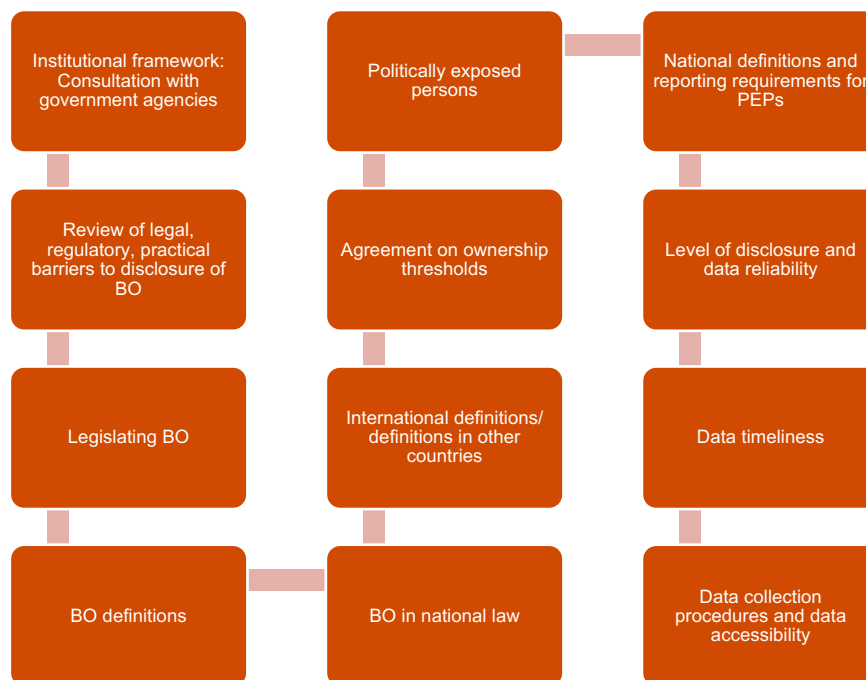 Institutional framework:
Consultation with
government agencies
Review of legal,
regulatory, practical
barriers to disclosure of
BO
Legislating BO
BO definitions
BO in national law
International definitions/
definitions in other
countries
Agreement on ownership
thresholds
Politically exposed
persons
National definitions and
reporting requirements for
PEPs
Level of disclosure and
data reliability
Data timeliness
Data collection
procedures and data
accessibility